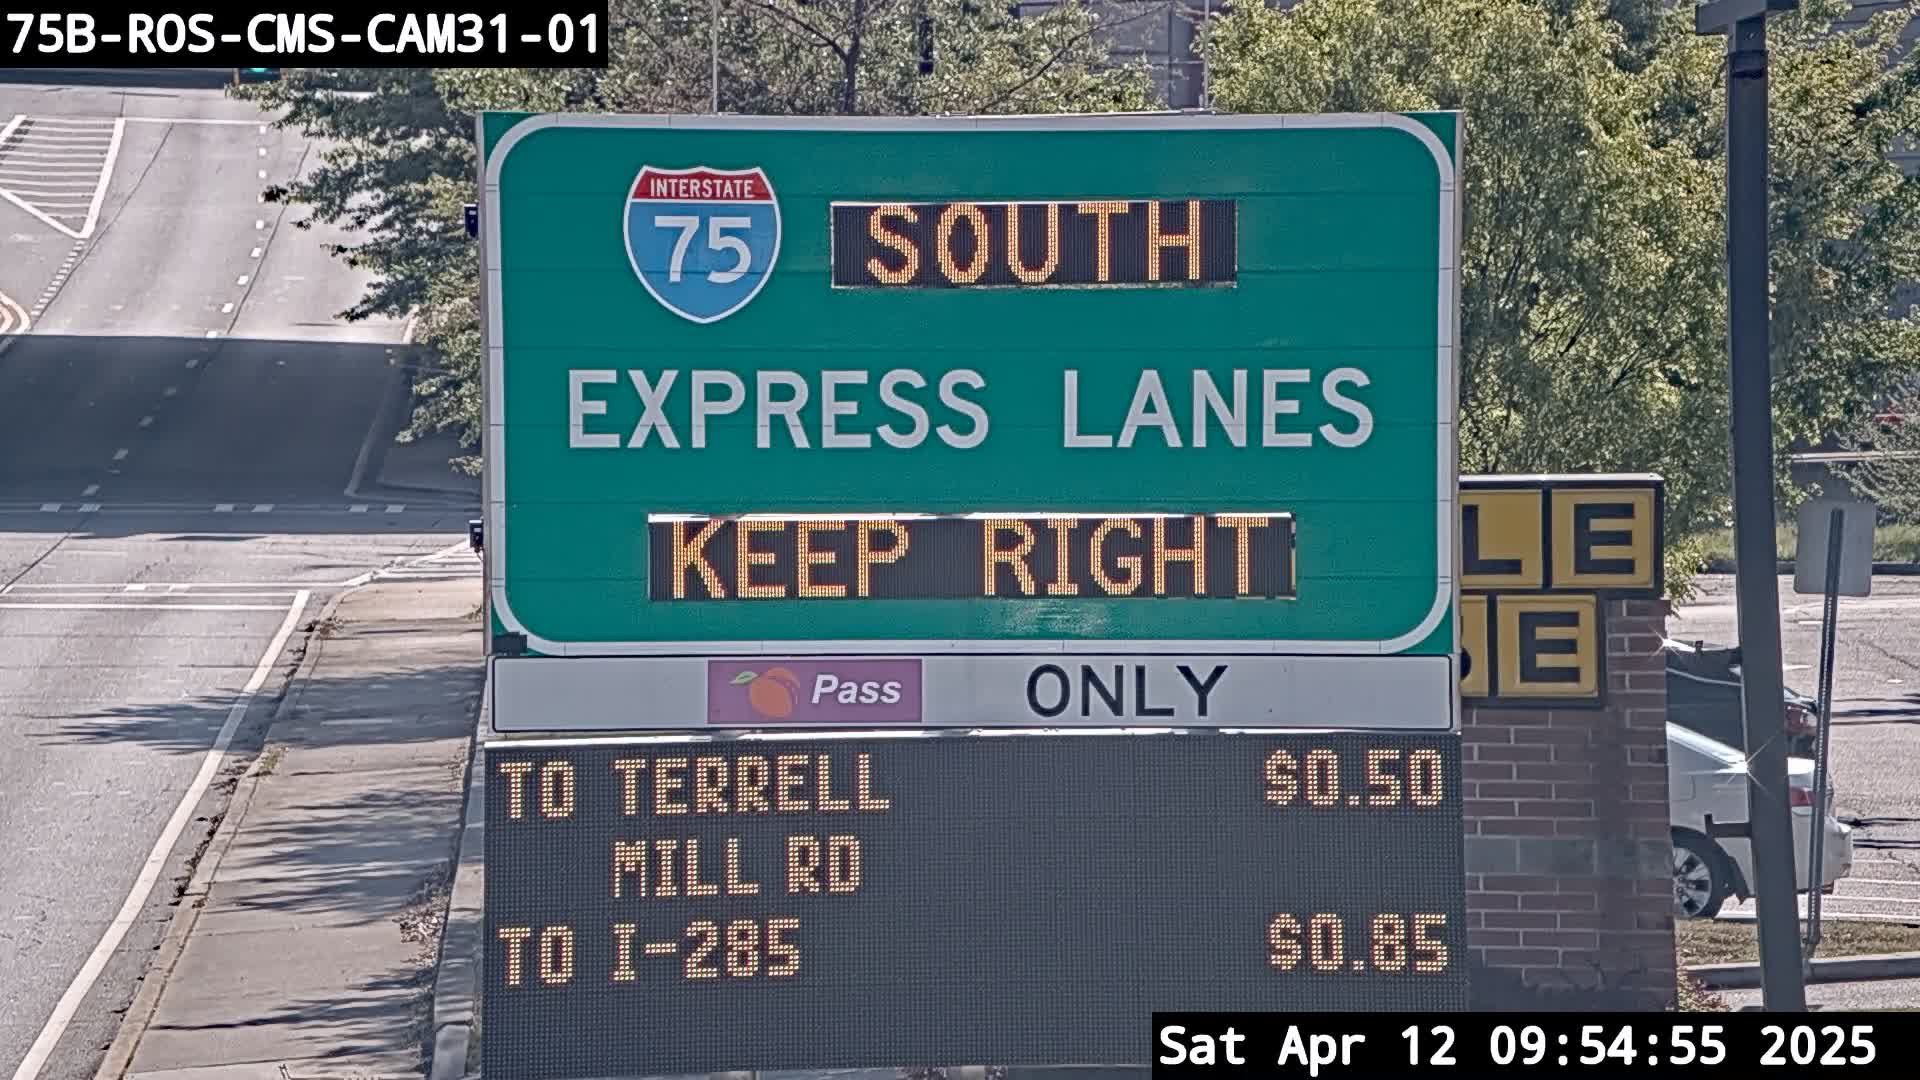 75B-ROS-CMS-CAM31-01
INTERSTATE
75
SOUTH
EXPRESS LANES
KEEP RIGHT
Pass ONLY
TO TERRELL $0.50
MILL RD
TO I-285 $0.85
LE
E
Sat Apr 12 09:54:55 2025